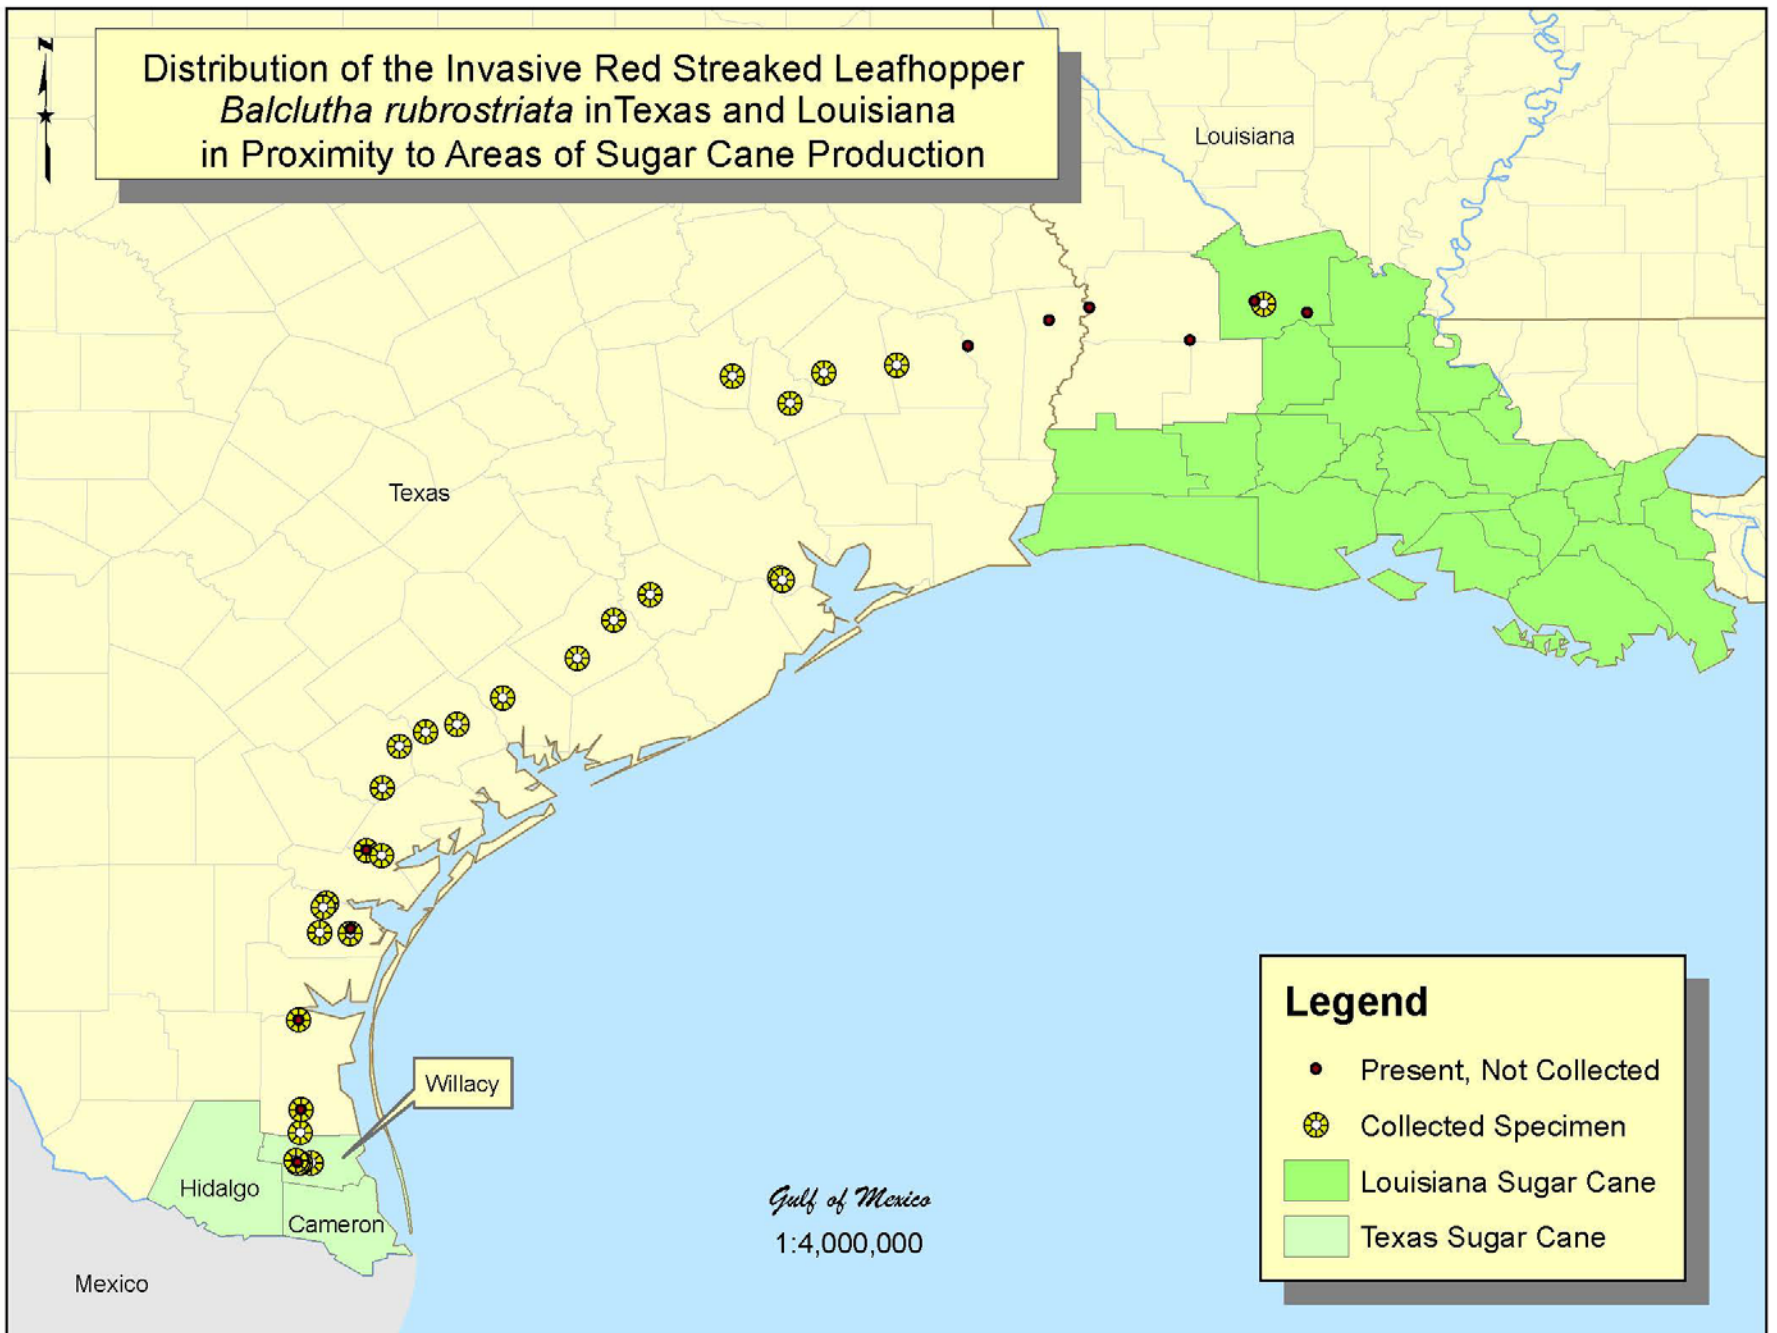 Distribution of the Invasive Red Streaked Leafhopper
Balclutha rubrostriata inTexas and Louisiana
in Proximity to Areas of Sugar Cane Production
N
Louisiana
Texas
Willacy
Hidalgo
Cameron
Mexico
Gulf of Mexico
1:4,000,000
Legend
Present, Not Collected
Collected Specimen
Louisiana Sugar Cane
Texas Sugar Cane